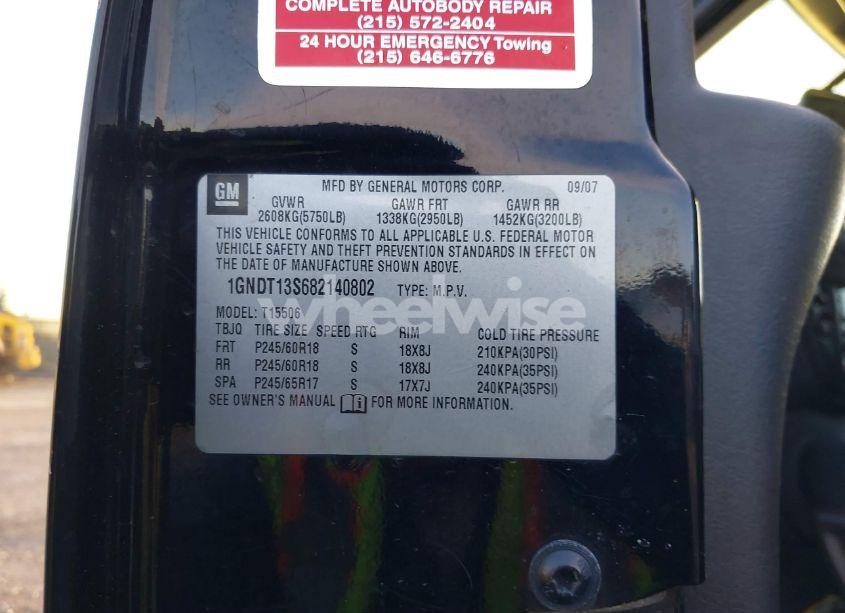 COMPLETE AUTOBODY REPAIR
(215) 572-2404
24 HOUR EMERGENCY Towing
(215) 646-6776
GM MFD BY GENERAL MOTORS CORP. 09/07
GVWR GAWR FRT GAWR RR
2608KG(5750LB) 1338KG(2950LB) 1452KG(3200LB)
THIS VEHICLE CONFORMS TO ALL APPLICABLE U.S. FEDERAL MOTOR
VEHICLE SAFETY AND THEFT PREVENTION STANDARDS IN EFFECT ON
THE DATE OF MANUFACTURE SHOWN ABOVE.
1GNDT13S682140802 TYPE: M.P.V.
wheelwise
MODEL: T15506
TBJQ TIRE SIZE SPEED RTG RIM COLD TIRE PRESSURE
FRT P245/60R18 S 18X8J 210KPA(30PSI)
RR P245/60R18 S 18X8J 240KPA(35PSI)
SPA P245/65R17 S 17X7J 240KPA(35PSI)
SEE OWNER'S MANUAL FOR MORE INFORMATION.